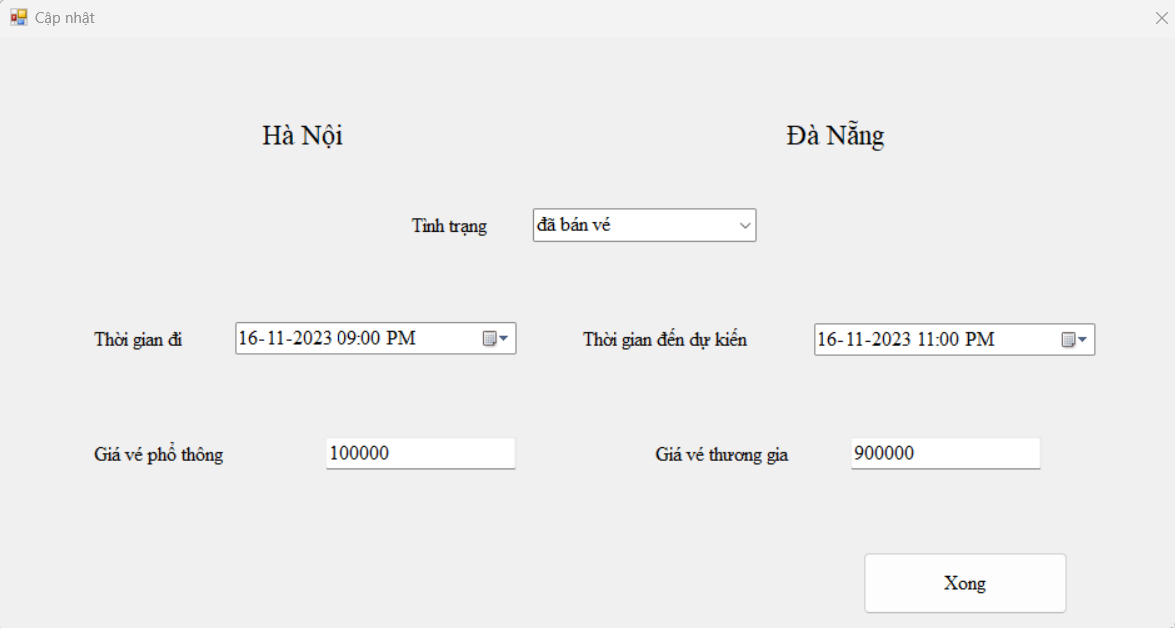 Cập nhật
Hà Nội
Đà Nẵng
Tình trạng
đã bán vé
Thời gian đi
16-11-2023 09:00 PM
Thời gian đến dự kiến
16-11-2023 11:00 PM
Giá vé phổ thông
100000
Giá vé thương gia
900000
Xong